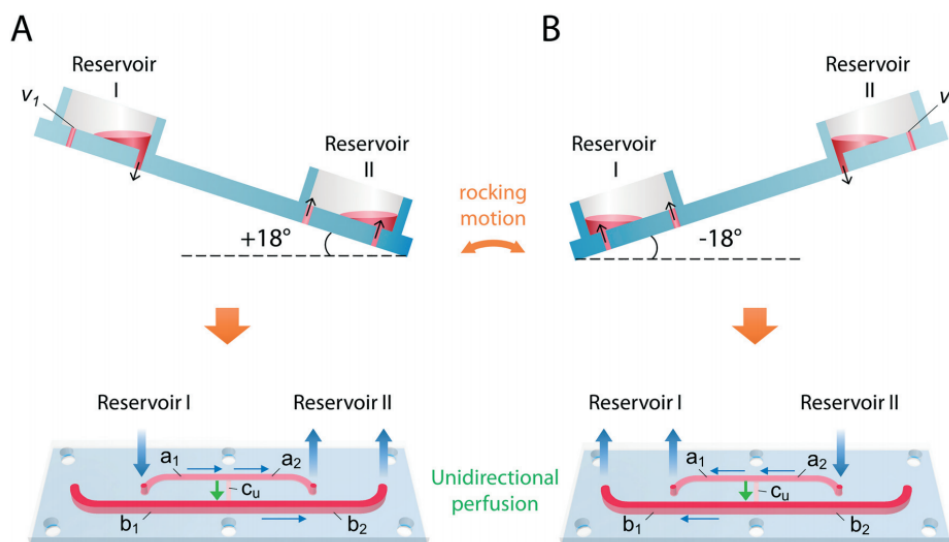 A
Reservoir
I
v1
Reservoir
II
+18°
rocking
motion
B
Reservoir
II
v
Reservoir
I
-18°
Reservoir I
Reservoir II
a1
a2
cu
b1
b2
Unidirectional
perfusion
Reservoir I
Reservoir II
a1
a2
cu
b1
b2